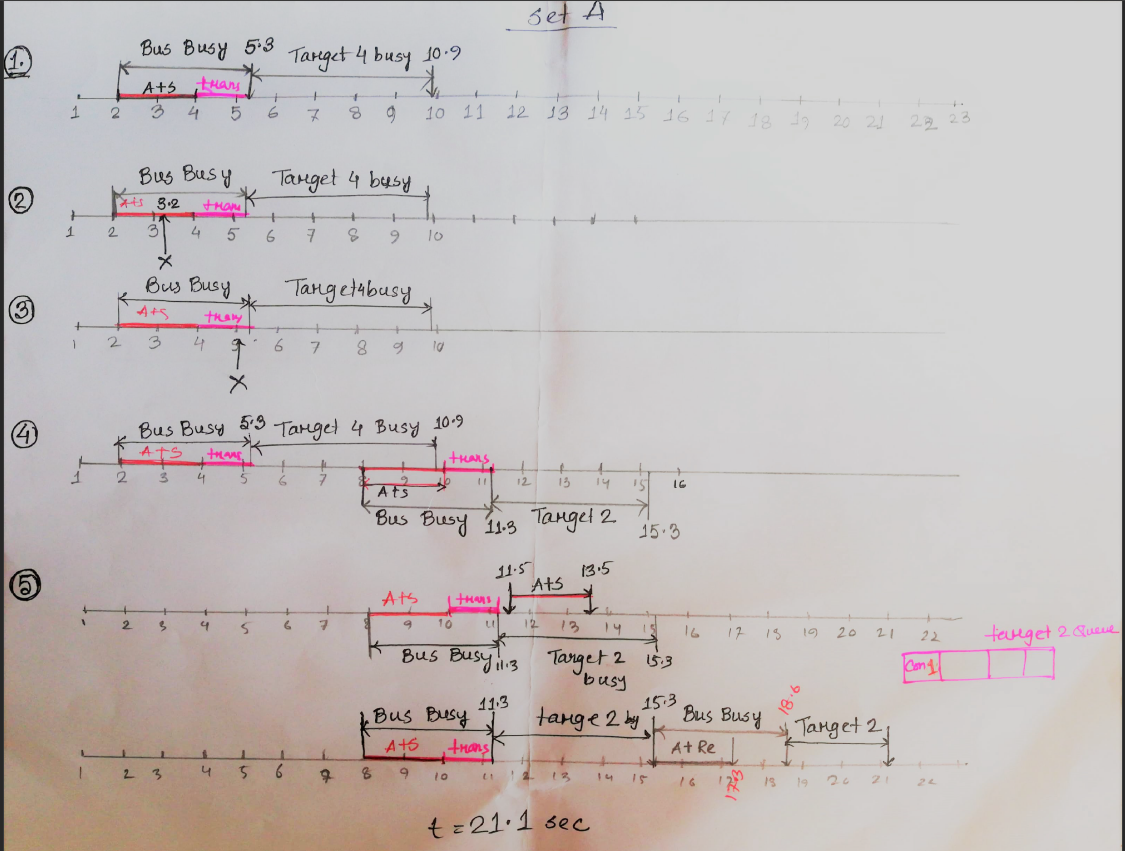 Set A
1.
Bus Busy 5.3 Target 4 busy 10.9
A+S trans
1 2 3 4 5 6 7 8 9 10 11 12 13 14 15 16 17 18 19 20 21 22 23
2
Bus Busy Target 4 busy
A+S 3.2 tran
1 2 3 4 5 6 7 8 9 10
X
3
Bus Busy Target4busy
A+S trans
1 2 3 4 5 6 7 8 9 10
X
4
Bus Busy 5.3 Target 4 Busy 10.9
A+S trans trans
1 2 3 4 5 6 7 8 9 10 11 12 13 14 15 16
A+S
Bus Busy 11.3 Target 2 15.3
5
11.5 A+S 13.5
A+S trans
1 2 3 4 5 6 7 8 9 10 11 12 13 14 15 16 17 18 19 20 21 22
target 2 Queue
Con1
Bus Busy 11.3 Target 2 busy 15.3
Bus Busy 11.3 targe 2 by 15.3 Bus Busy 18.6 Target 2
A+S trans A+Re
1 2 3 4 5 6 7 8 9 10 11 12 13 14 15 16 17.3 18 19 20 21 22
t = 21.1 sec